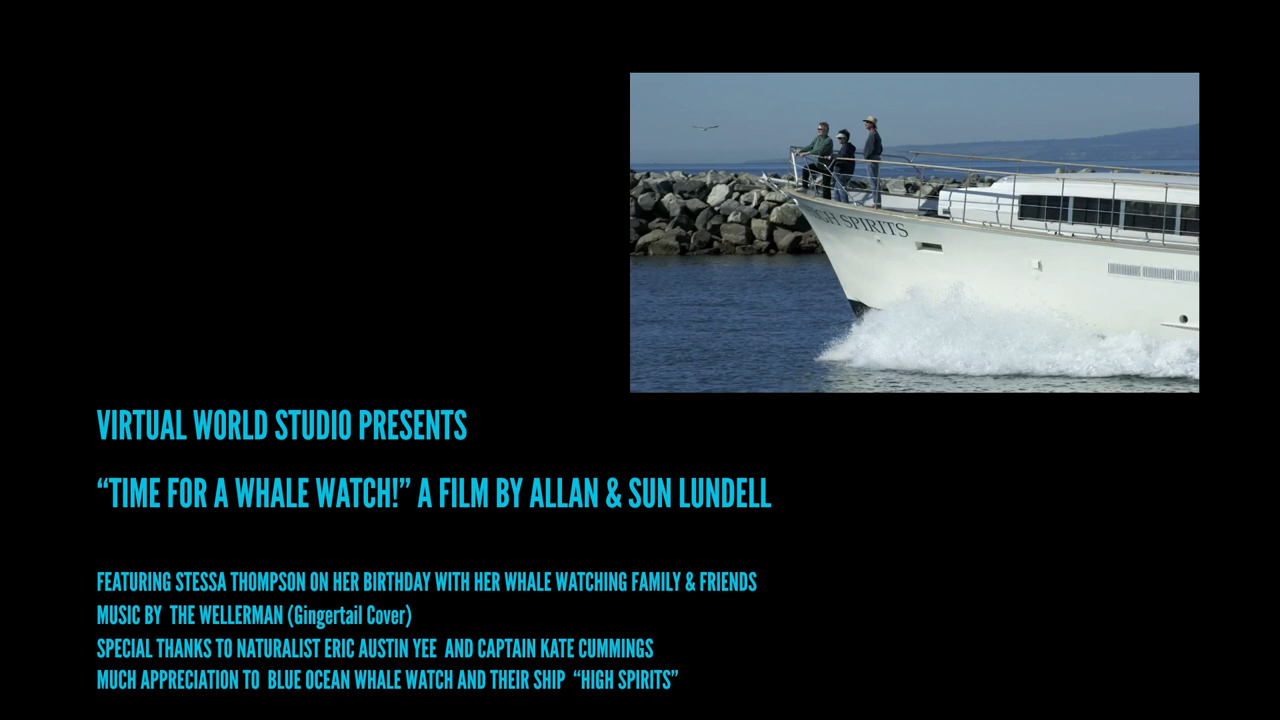 HIGH SPIRITS
VIRTUAL WORLD STUDIO PRESENTS
“TIME FOR A WHALE WATCH!” A FILM BY ALLAN & SUN LUNDELL
FEATURING STESSA THOMPSON ON HER BIRTHDAY WITH HER WHALE WATCHING FAMILY & FRIENDS
MUSIC BY  THE WELLERMAN (Gingertail Cover)
SPECIAL THANKS TO NATURALIST ERIC AUSTIN YEE  AND CAPTAIN KATE CUMMINGS
MUCH APPRECIATION TO  BLUE OCEAN WHALE WATCH AND THEIR SHIP  “HIGH SPIRITS”